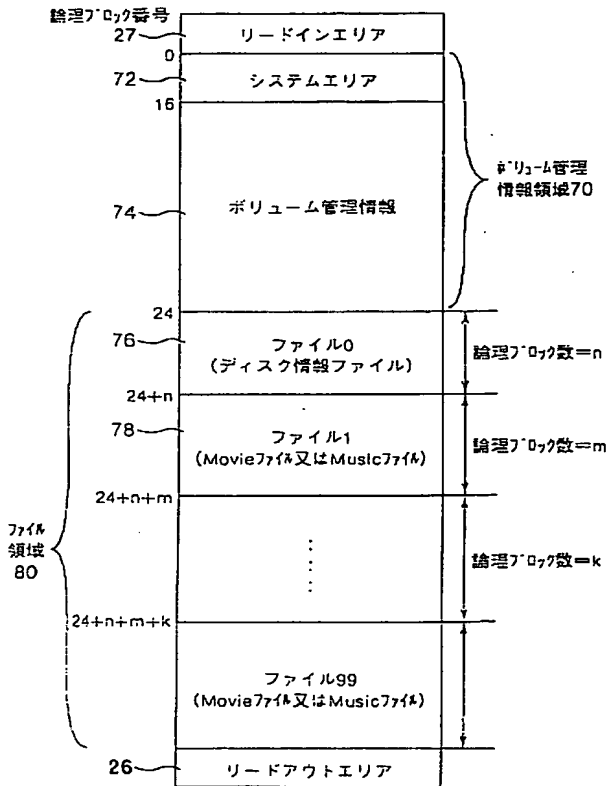 論理ブロック番号
27
リードインエリア
0
72
システムエリア
16
ボリューム管理
情報領域70
74
ボリューム管理情報
24
76
ファイル0
(ディスク情報ファイル)
論理ブロック数=n
24+n
78
ファイル1
(Movieファイル又はMusicファイル)
論理ブロック数=m
24+n+m
ファイル
領域
80
論理ブロック数=k
24+n+m+k
ファイル99
(Movieファイル又はMusicファイル)
26
リードアウトエリア